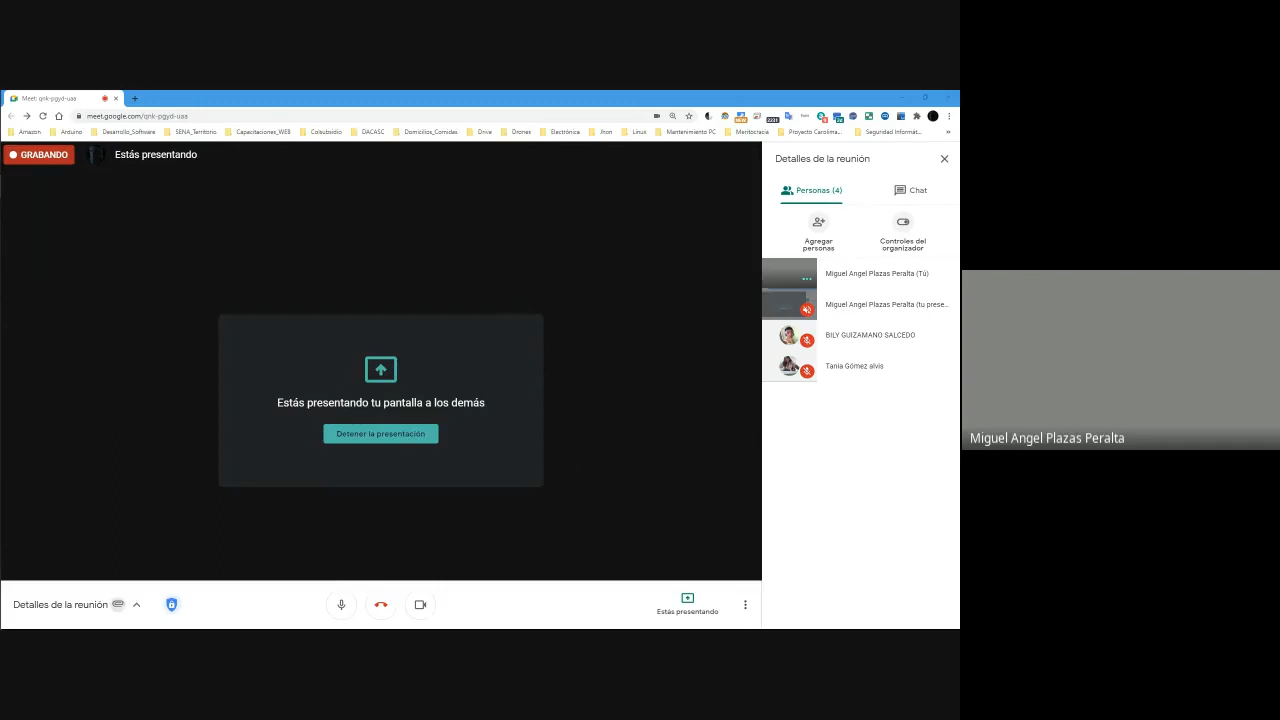 Meet: qnk-pgyd-uaa
meet.google.com/qnk-pgyd-uaa
Amazon Arduino Desarrollo_Software SENA_Territorio Capacitaciones_WEB Colsubsidio DACASC Domicilios_Comidas Drive Drones Electrónica Jhon Linux Mantenimiento PC Meritocracia Proyecto Carolima... Seguridad Informát... »
GRABANDO
Estás presentando
Detalles de la reunión
Personas (4)
Chat
Agregar personas
Controles del organizador
Miguel Angel Plazas Peralta (Tú)
Miguel Angel Plazas Peralta (tu prese...
BILY GUIZAMANO SALCEDO
Tania Gómez alvis
Estás presentando tu pantalla a los demás
Detener la presentación
Miguel Angel Plazas Peralta
Detalles de la reunión
Estás presentando